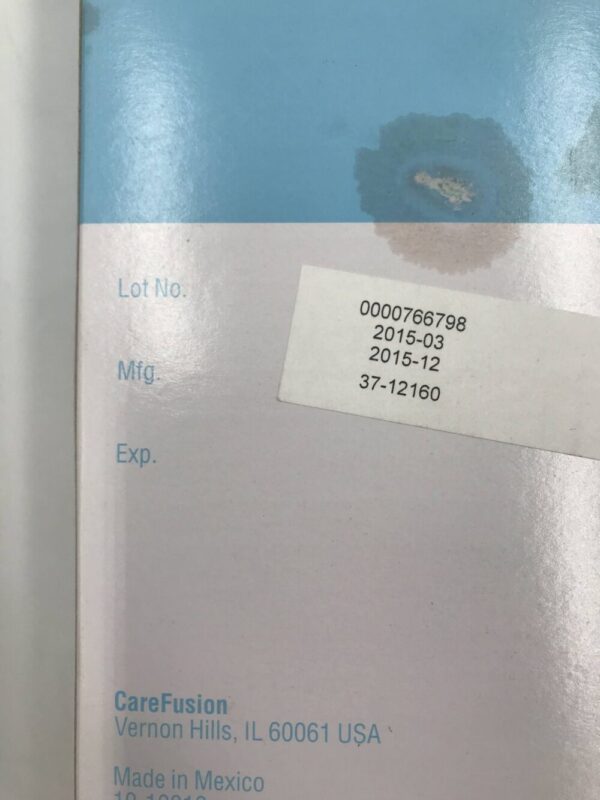 Lot No.
0000766798
2015-03
2015-12
Mfg.
37-12160
Exp.
CareFusion
Vernon Hills, IL 60061 USA
Made in Mexico